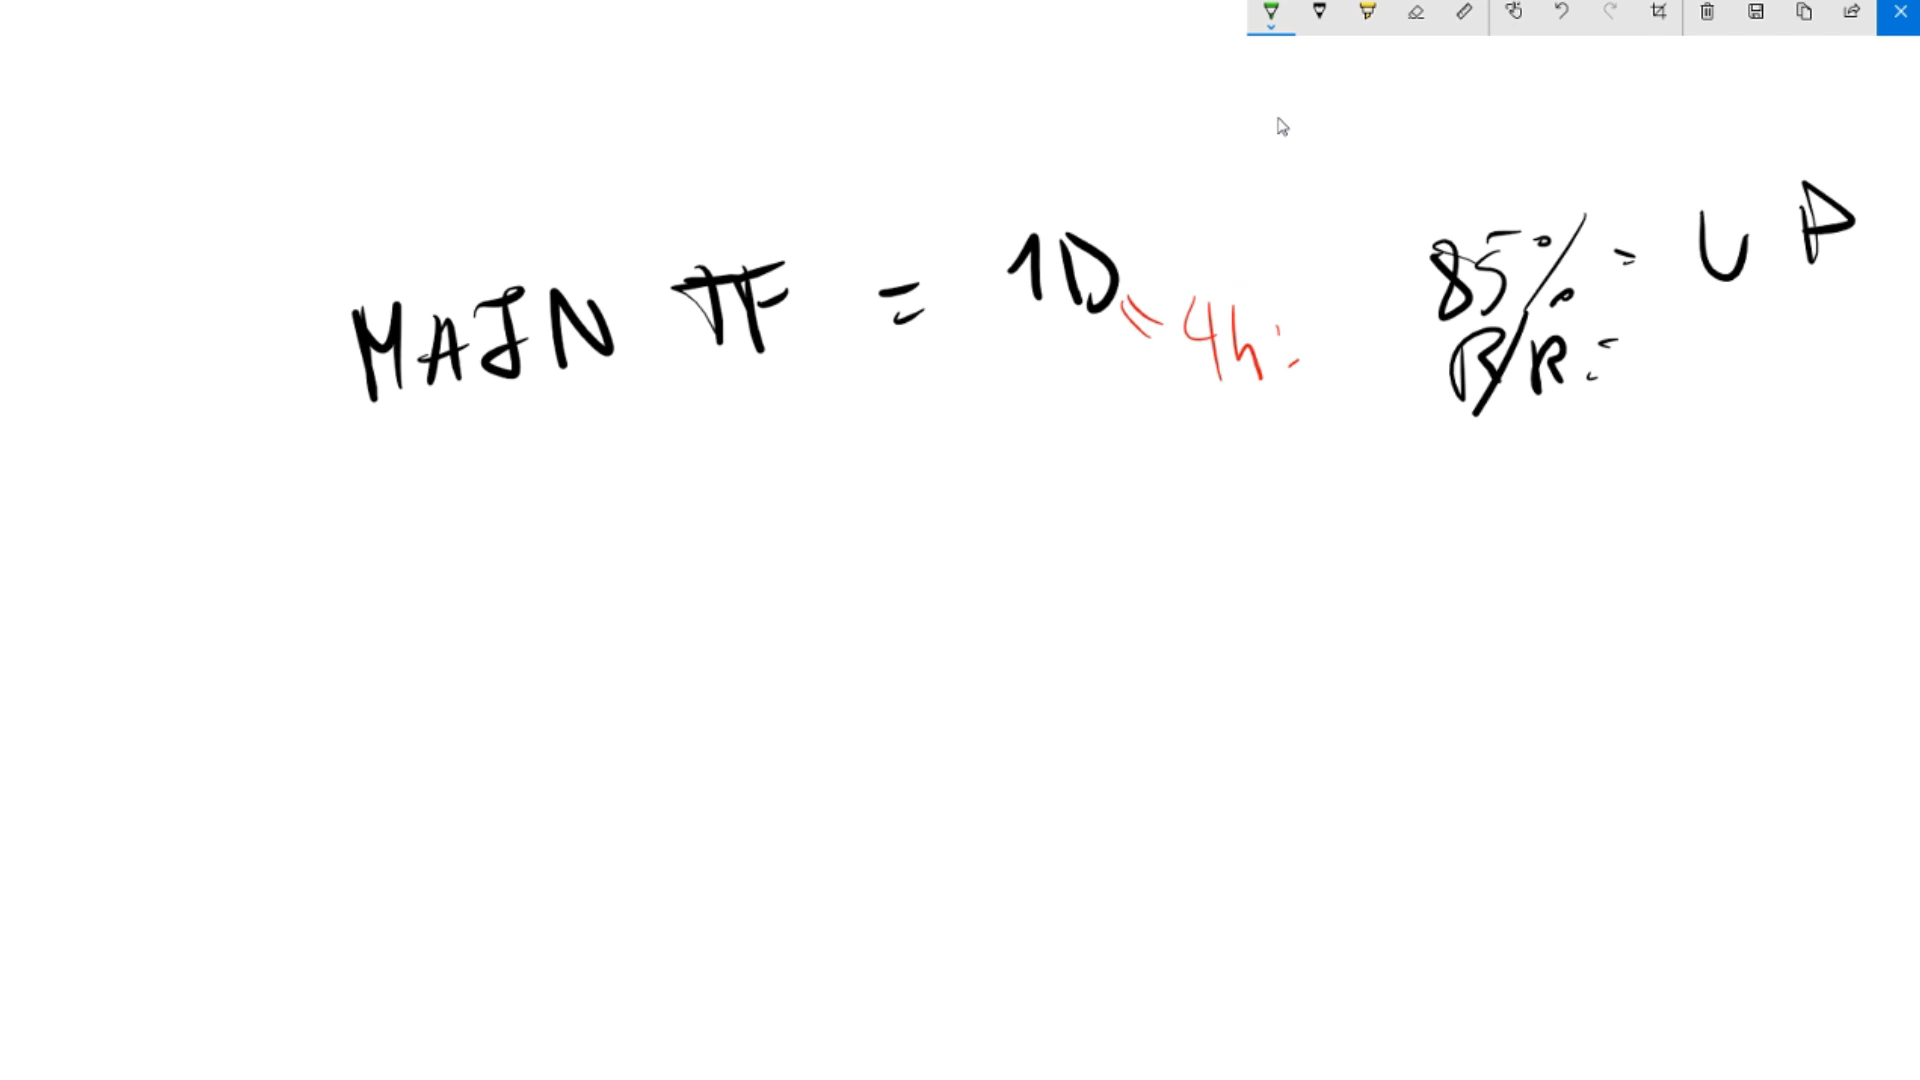 MAIN TF = 1D = 4h :
85% = UP
R/R :